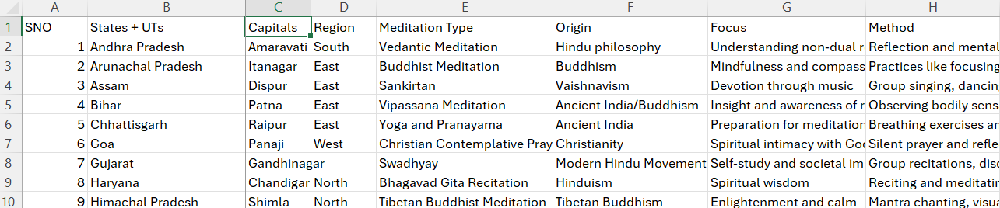 A B C D E F G H
1 SNO States + UTs Capitals Region Meditation Type Origin Focus Method
2 1 Andhra Pradesh Amaravati South Vedantic Meditation Hindu philosophy Understanding non-dual r Reflection and mental
3 2 Arunachal Pradesh Itanagar East Buddhist Meditation Buddhism Mindfulness and compass Practices like focusing
4 3 Assam Dispur East Sankirtan Vaishnavism Devotion through music Group singing, dancin
5 4 Bihar Patna East Vipassana Meditation Ancient India/Buddhism Insight and awareness of r Observing bodily sens
6 5 Chhattisgarh Raipur East Yoga and Pranayama Ancient India Preparation for meditation Breathing exercises an
7 6 Goa Panaji West Christian Contemplative Pray Christianity Spiritual intimacy with God Silent prayer and refle
8 7 Gujarat Gandhinagar Swadhyay Modern Hindu Movement Self-study and societal im Group recitations, disc
9 8 Haryana Chandigar North Bhagavad Gita Recitation Hinduism Spiritual wisdom Reciting and meditatin
10 9 Himachal Pradesh Shimla North Tibetan Buddhist Meditation Tibetan Buddhism Enlightenment and calm Mantra chanting, visua